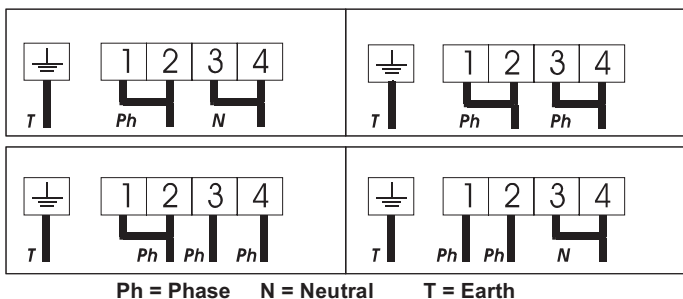 1 2 3 4
T Ph N
1 2 3 4
T Ph Ph
1 2 3 4
T Ph Ph Ph
1 2 3 4
T Ph Ph N
Ph = Phase N = Neutral T = Earth